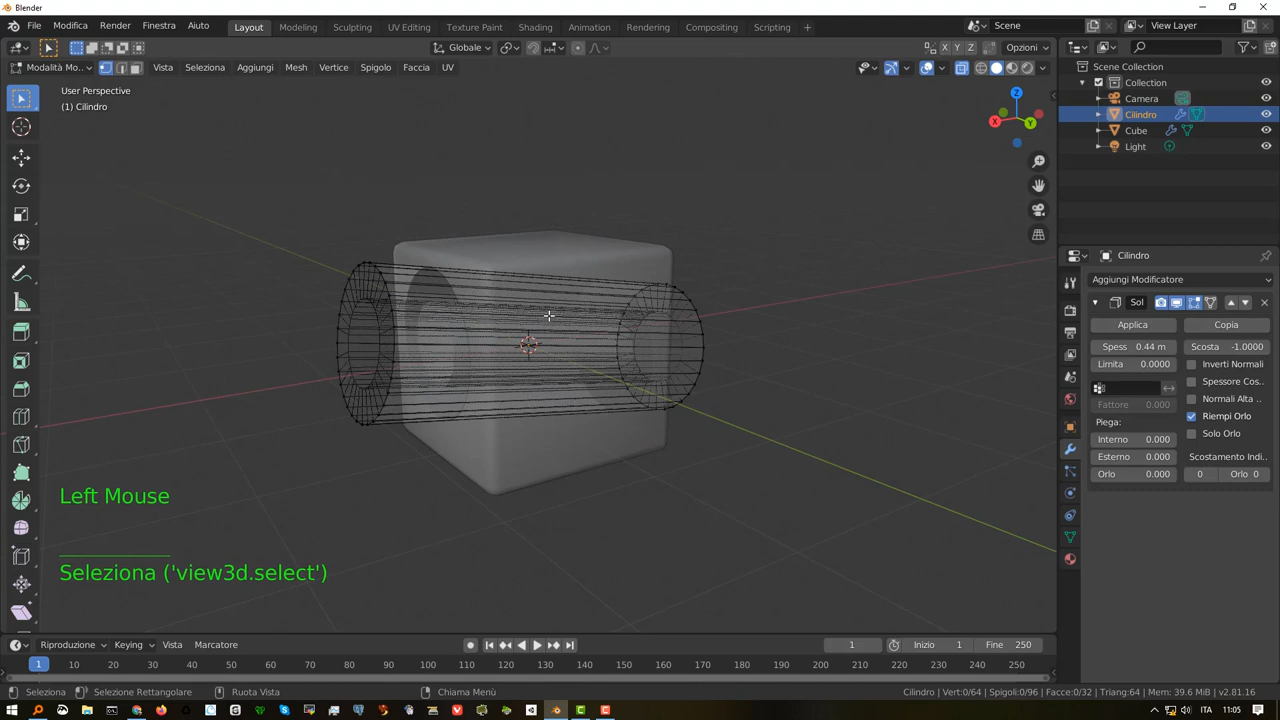 Blender
File
Modifica
Render
Finestra
Aiuto
Layout
Modeling
Sculpting
UV Editing
Texture Paint
Shading
Animation
Rendering
Compositing
Scripting
+
Scene
View Layer
Globale
X Y Z
Opzioni
Modalità Mo...
Vista
Seleziona
Aggiungi
Mesh
Vertice
Spigolo
Faccia
UV
User Perspective
(1) Cilindro
Z
X
Y
Left Mouse
Seleziona ('view3d.select')
Scene Collection
Collection
Camera
Cilindro
Cube
Light
Cilindro
Aggiungi Modificatore
Sol
Applica
Copia
Spess 0.44 m
Scosta -1.0000
Limita 0.0000
Inverti Normali
Spessore Cos..
Normali Alta ..
Fattore 0.000
Riempi Orlo
Piega:
Solo Orlo
Interno 0.000
Esterno 0.000
Scostamento Indi..
Orlo 0.000
0
Orlo 0
Riproduzione
Keying
Vista
Marcatore
1
Inizio 1
Fine 250
1 10 20 30 40 50 60 70 80 90 100 110 120 130 140 150 160 170 180 190 200 210 220 230 240 250
Seleziona
Selezione Rettangolare
Ruota Vista
Chiama Menù
Cilindro | Vert:0/64 | Spigoli:0/96 | Facce:0/32 | Triang:64 | Mem: 39.6 MiB | v2.81.16
ITA
11:05